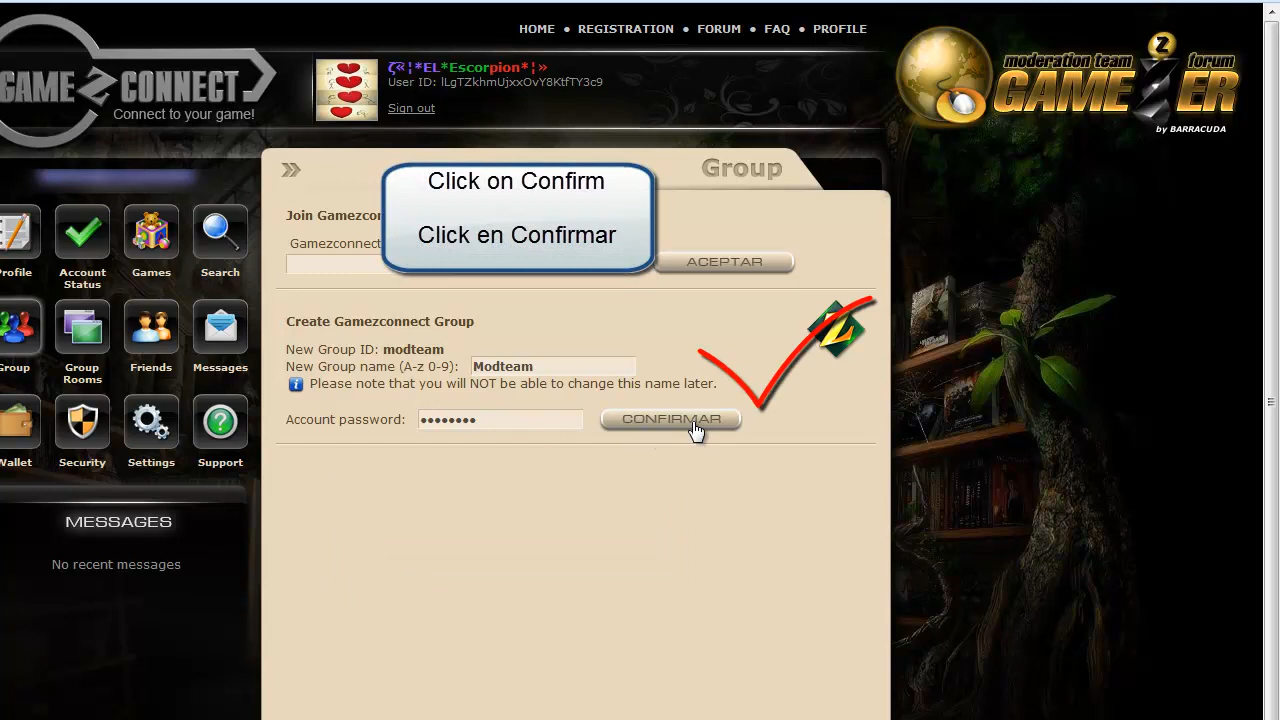 HOME ● REGISTRATION ● FORUM ● FAQ ● PROFILE
GAME Z CONNECT
Connect to your game!
ζ«¦*EL*Escorpion*¦»
User ID: lLgTZkhmUjxxOvY8KtfTY3c9
Sign out
moderation team Z forum
GAMEZER
by BARRACUDA
Group
Click on Confirm
Click en Confirmar
Join Gamezcon
Gamezconnect
ACEPTAR
Create Gamezconnect Group
New Group ID: modteam
New Group name (A-z 0-9): Modteam
Please note that you will NOT be able to change this name later.
Account password: ●●●●●●●● CONFIRMAR
Z
Profile
Account Status
Games
Search
Group
Group Rooms
Friends
Messages
Wallet
Security
Settings
Support
MESSAGES
No recent messages